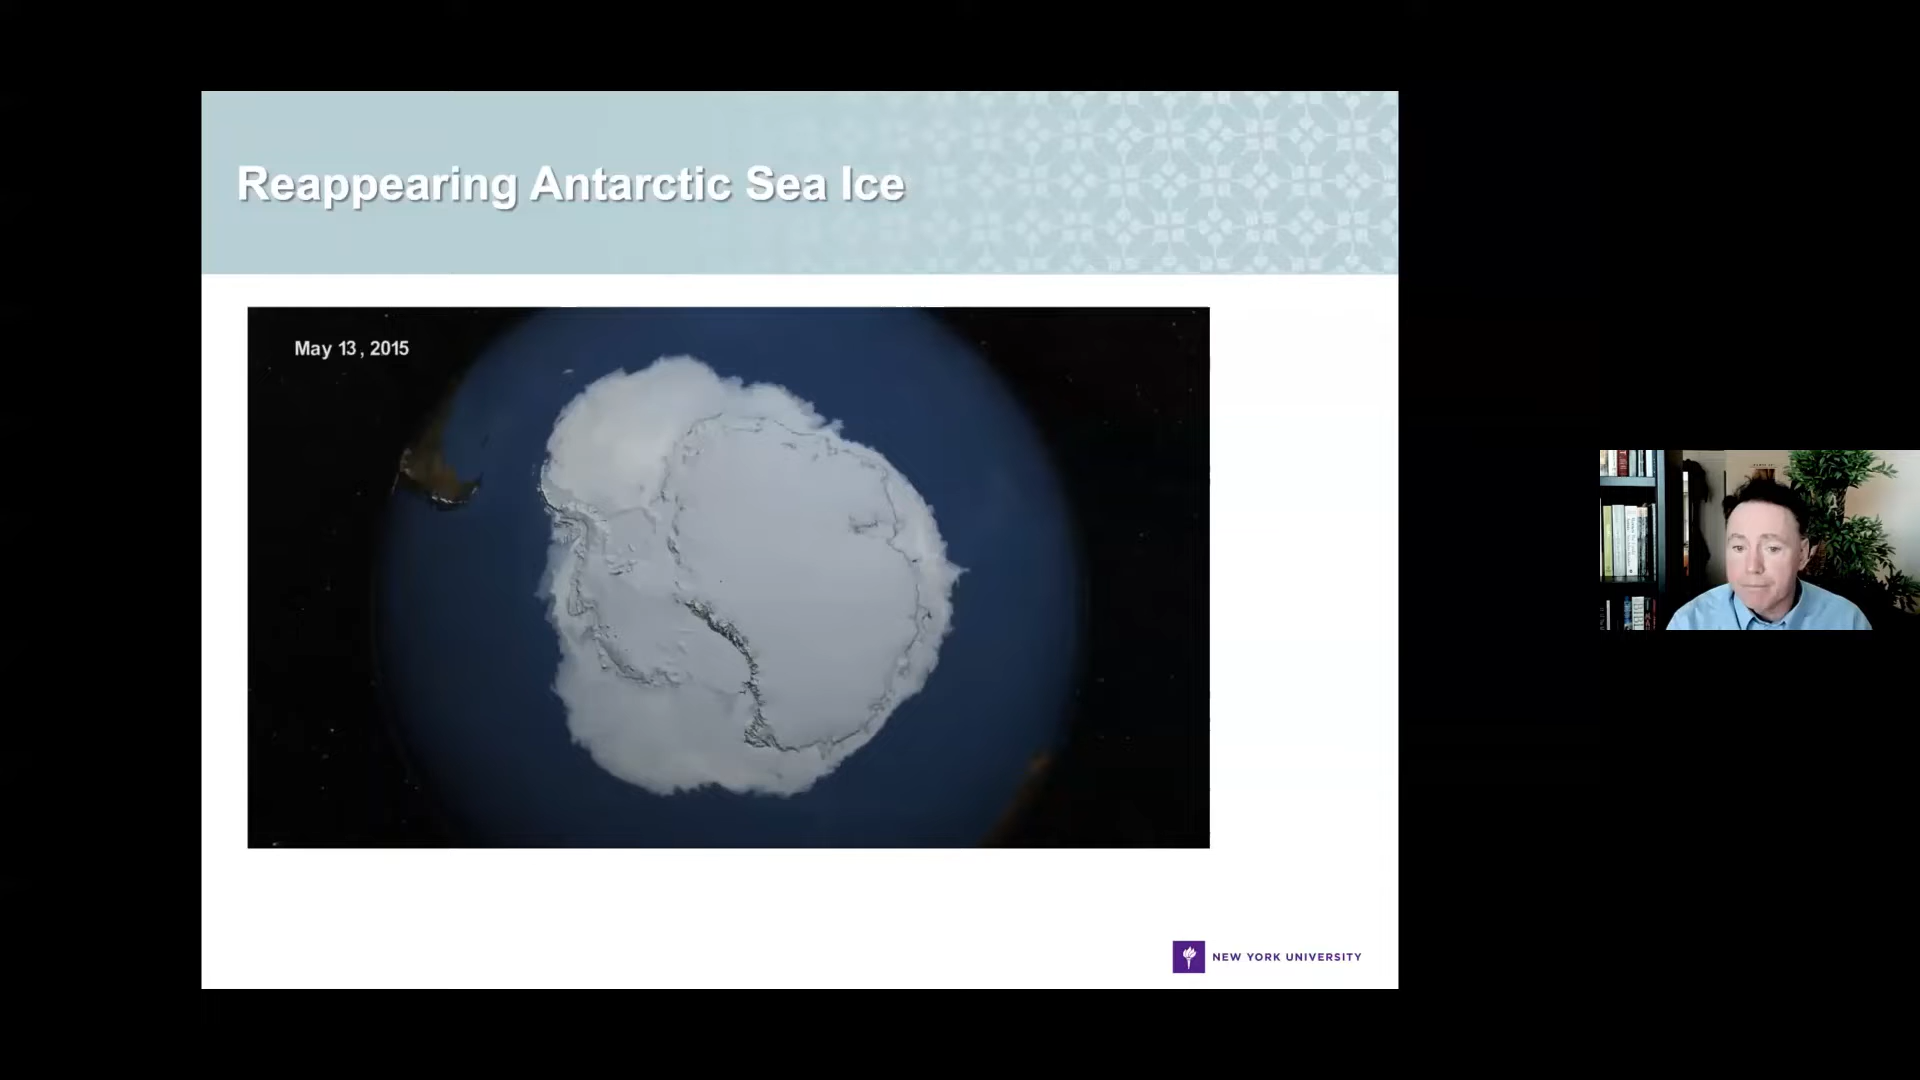 Reappearing Antarctic Sea Ice
May 13, 2015
NEW YORK UNIVERSITY